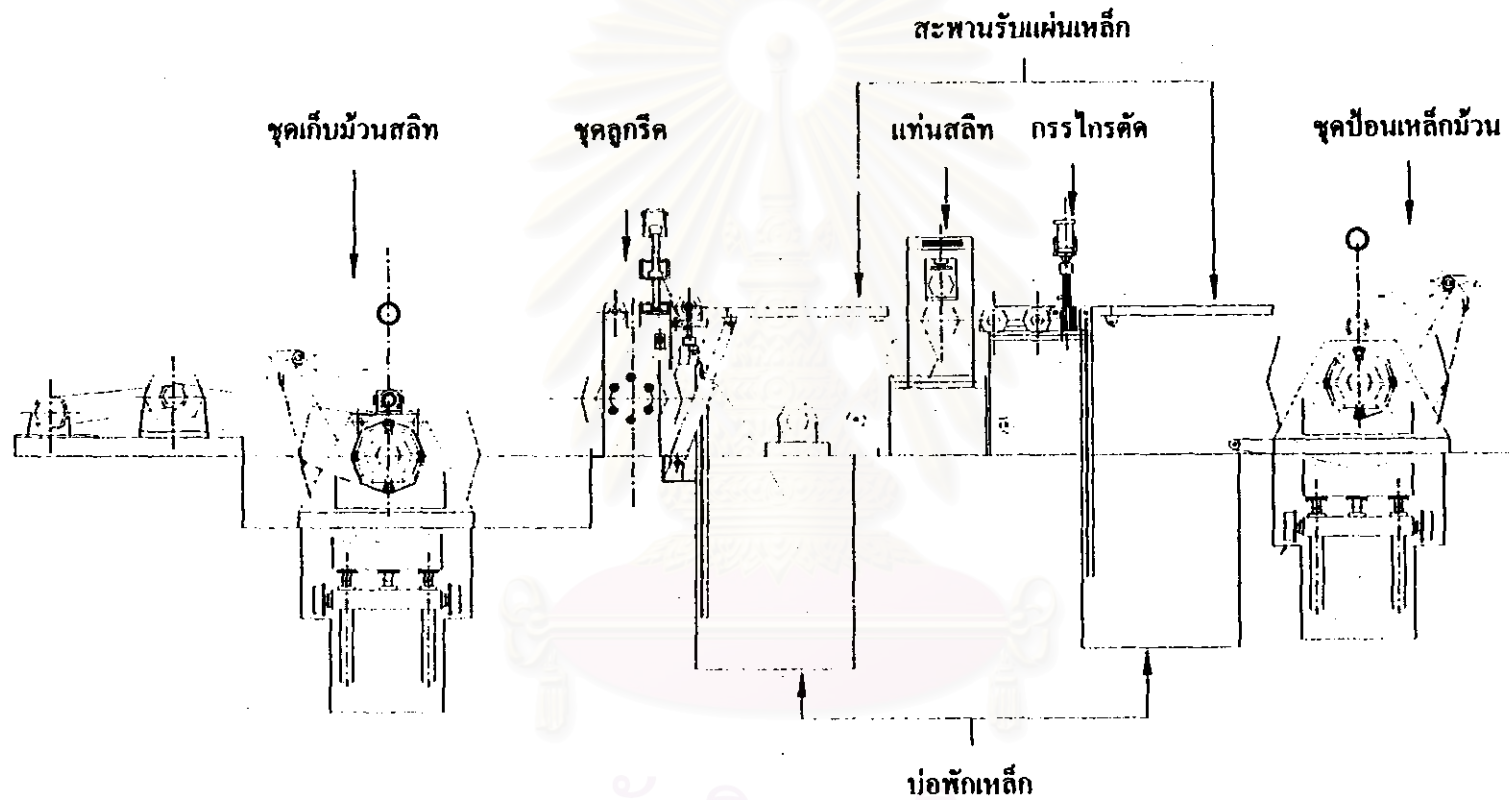 สะพานรับแผ่นเหล็ก
ชุดเก็บม้วนสลิท
ชุดลูกรีด
แท่นสลิท
กรรไกรตัด
ชุดป้อนเหล็กม้วน
บ่อพักเหล็ก